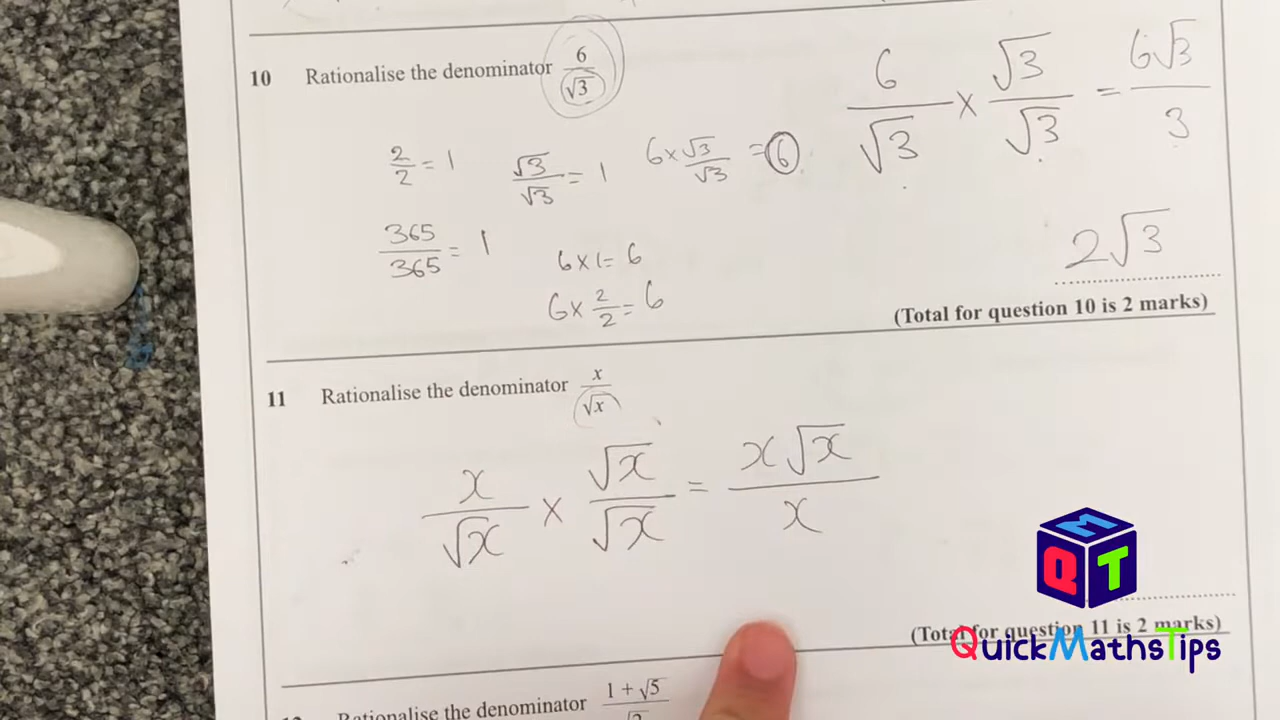 10 Rationalise the denominator 6/√3
6/√3 × √3/√3 = 6√3/3
2/2 = 1
√3/√3 = 1
6 × √3/√3 = 6
365/365 = 1
6 × 1 = 6
6 × 2/2 = 6
2√3
(Total for question 10 is 2 marks)
11 Rationalise the denominator x/√x
x/√x × √x/√x = x√x/x
QMT
(Total for question 11 is 2 marks)
QuickMathsTips
Rationalise the denominator 1 + √5